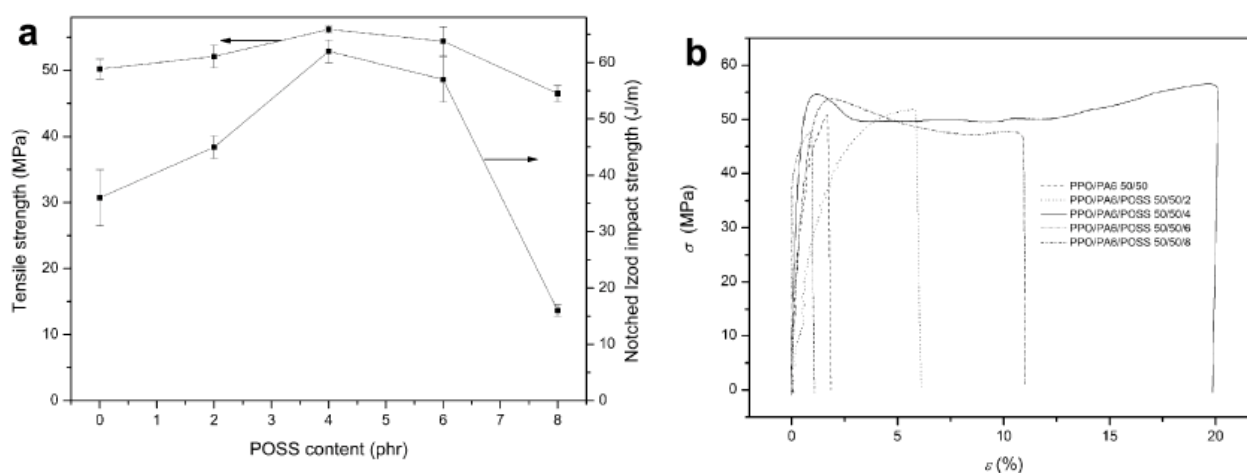 a
Tensile strength (MPa)
50
40
30
20
10
0
60
50
40
30
20
10
0
Notched Izod impact strength (J/m)
0 1 2 3 4 5 6 7 8
POSS content (phr)
b
σ (MPa)
60
50
40
30
20
10
0
PPO/PA6 50/50
PPO/PA6/POSS 50/50/2
PPO/PA6/POSS 50/50/4
PPO/PA6/POSS 50/50/6
PPO/PA6/POSS 50/50/8
0 5 10 15 20
ε (%)